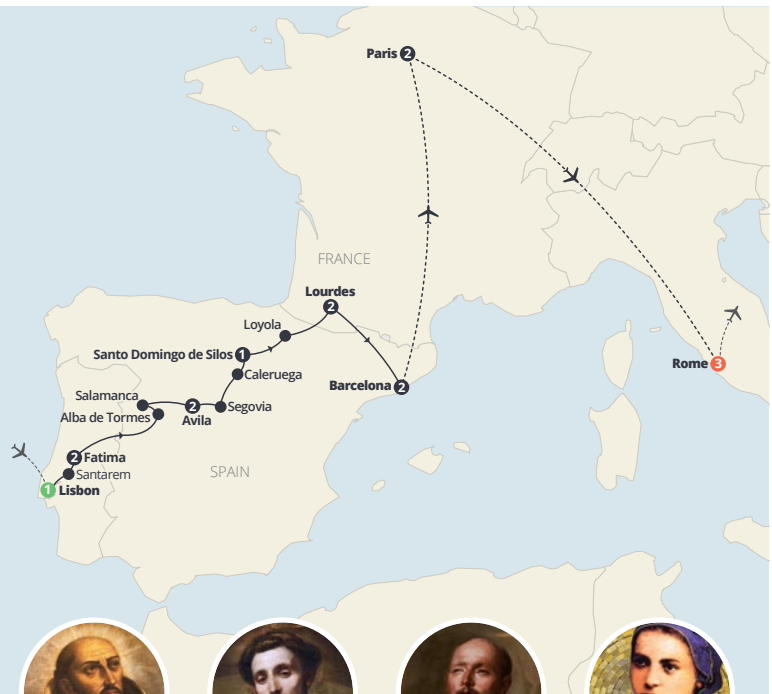 Paris 2
FRANCE
Lourdes
2
Loyola
Santo Domingo de Silos 1
Caleruega
Rome 3
Barcelona 2
Salamanca
2 Segovia
Alba de Tormes
Avila
2 Fatima
SPAIN
Santarem
1 Lisbon